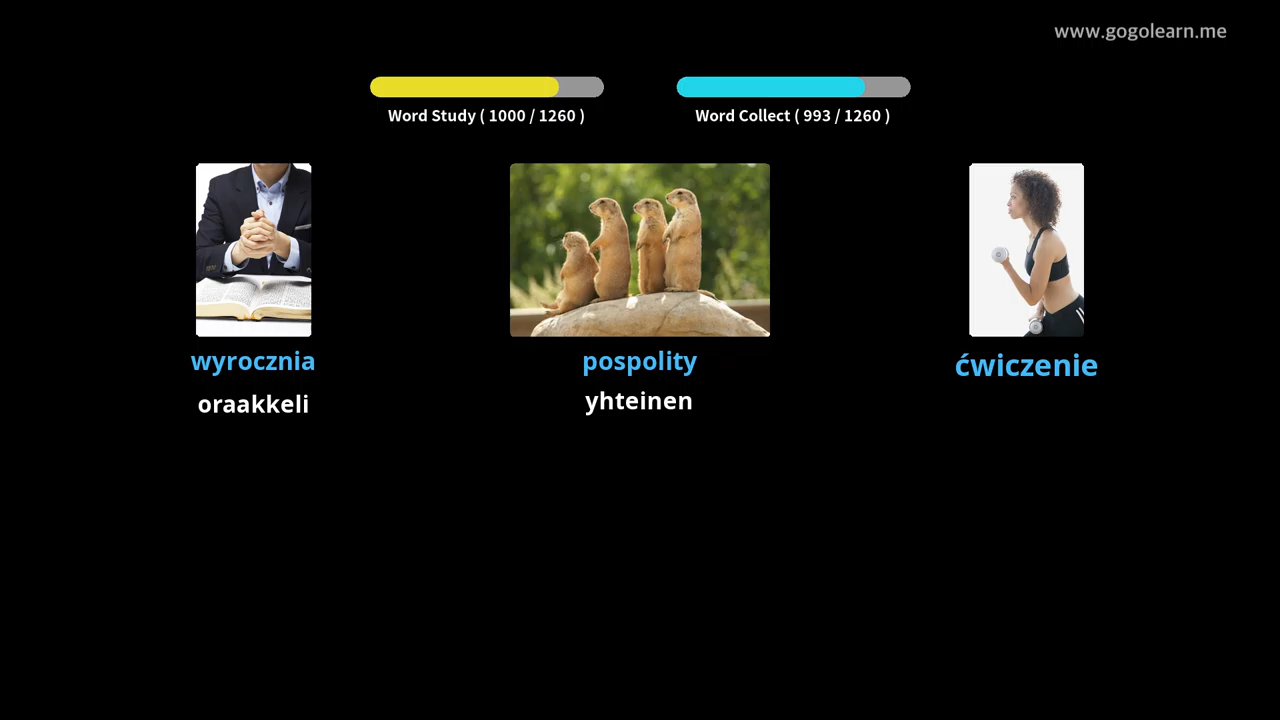 www.gogolearn.me
Word Study ( 1000 / 1260 )
Word Collect ( 993 / 1260 )
wyrocznia
oraakkeli
pospolity
yhteinen
ćwiczenie